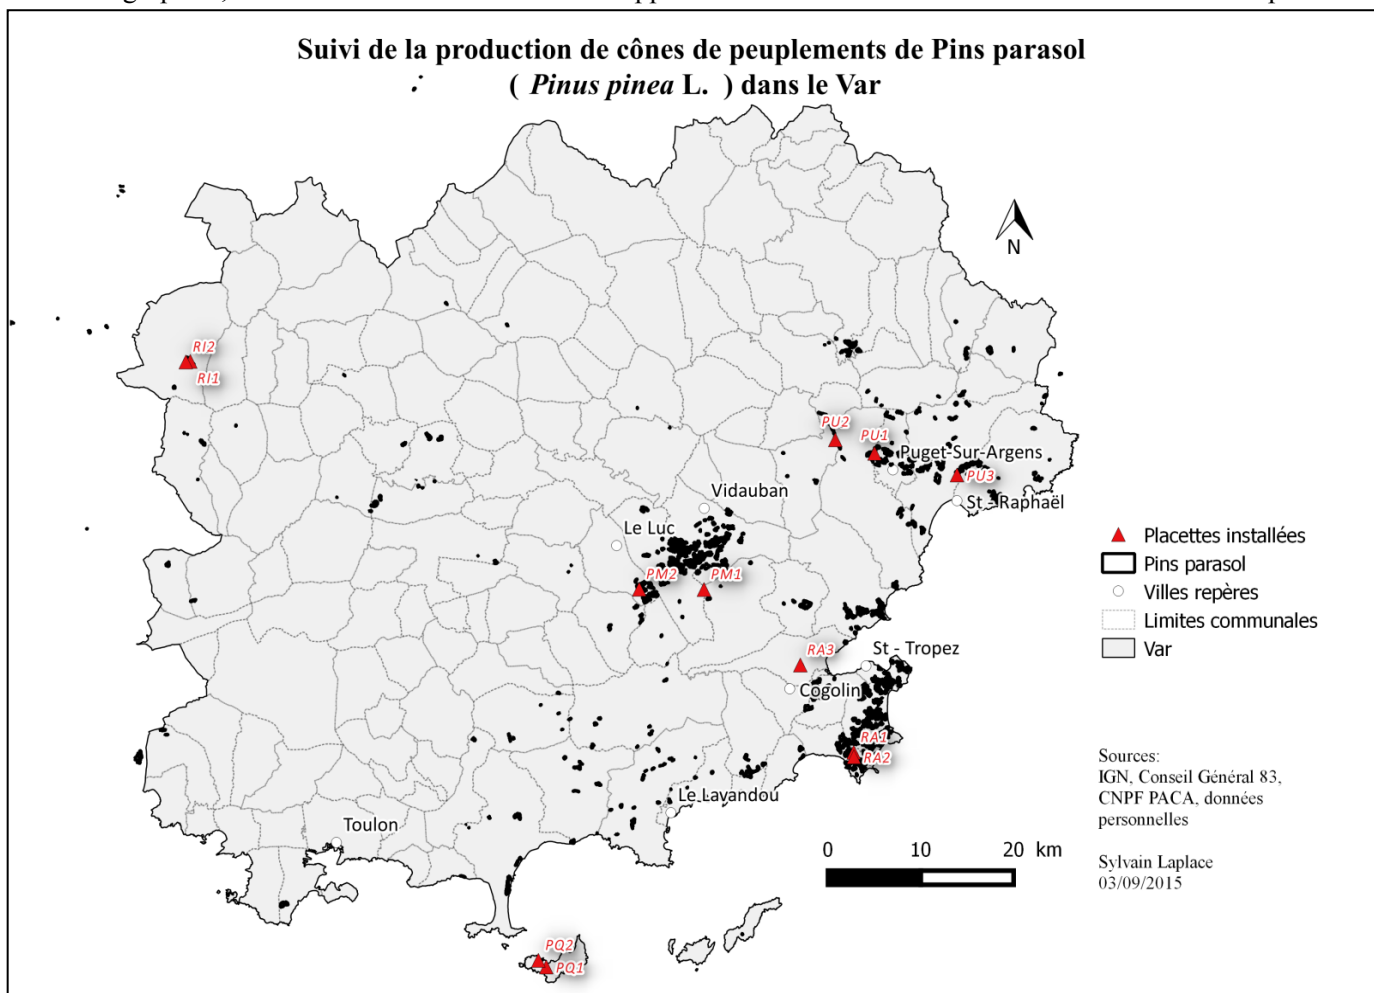 Suivi de la production de cônes de peuplements de Pins parasol
( Pinus pinea L. ) dans le Var
N
RI2
RI1
PU2
PU1
Puget-Sur-Argens
PU3
St - Raphaël
Vidauban
Le Luc
PM2
PM1
RA3
St - Tropez
Cogolin
RA1
RA2
Le Lavandou
Toulon
PQ2
PQ1
Placettes installées
Pins parasol
Villes repères
Limites communales
Var
Sources:
IGN, Conseil Général 83,
CNPF PACA, données
personnelles
Sylvain Laplace
03/09/2015
0 10 20 km